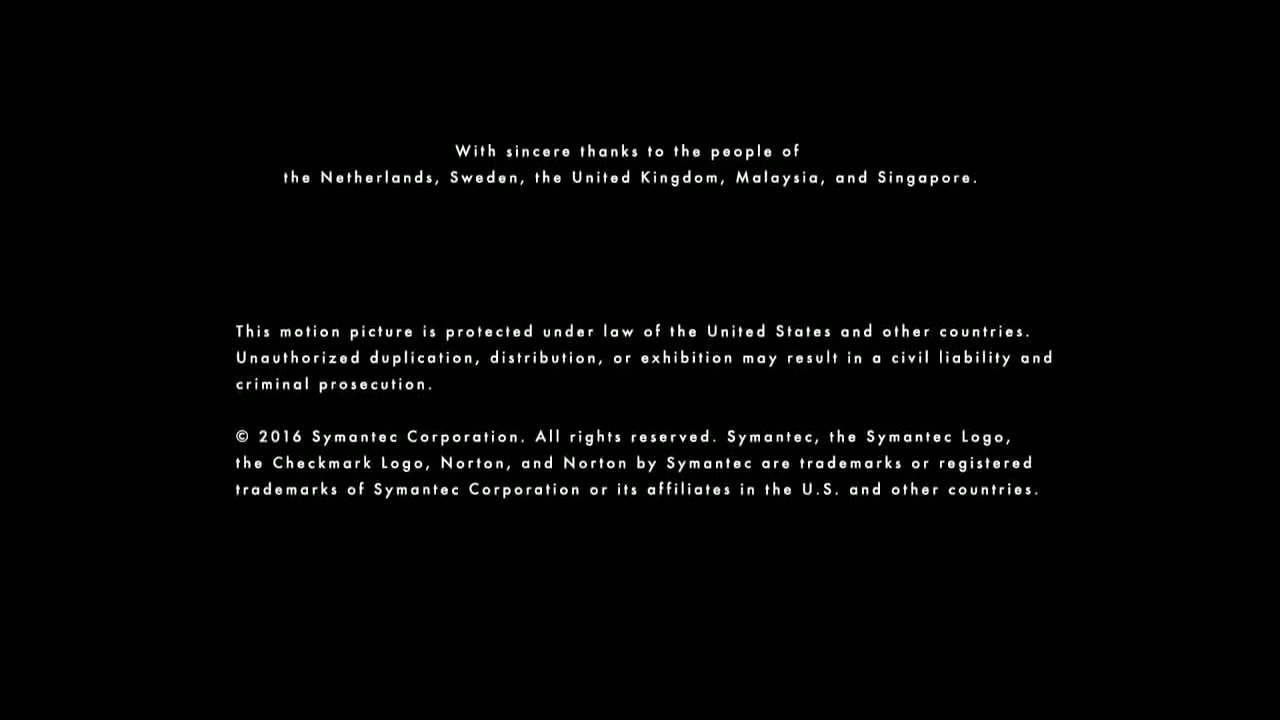 With sincere thanks to the people of
the Netherlands, Sweden, the United Kingdom, Malaysia, and Singapore.
This motion picture is protected under law of the United States and other countries.
Unauthorized duplication, distribution, or exhibition may result in a civil liability and
criminal prosecution.
© 2016 Symantec Corporation. All rights reserved. Symantec, the Symantec Logo,
the Checkmark Logo, Norton, and Norton by Symantec are trademarks or registered
trademarks of Symantec Corporation or its affiliates in the U.S. and other countries.